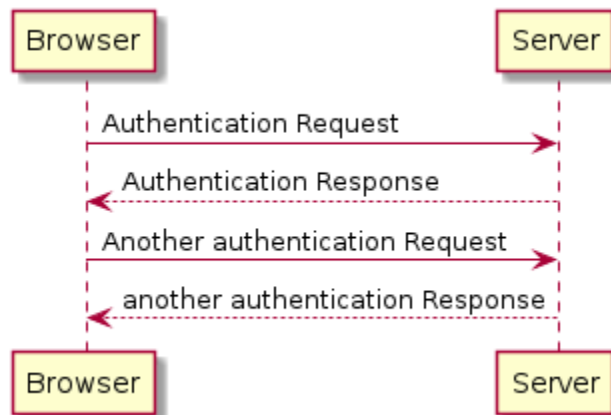 Browser
Server
Authentication Request
Authentication Response
Another authentication Request
another authentication Response
Browser
Server